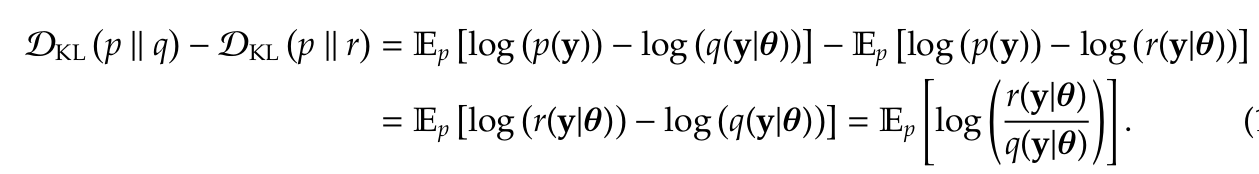 𝒟_KL (p ∥ q) − 𝒟_KL (p ∥ r) = 𝔼_p [log (p(𝐲)) − log (q(𝐲|𝜽))] − 𝔼_p [log (p(𝐲)) − log (r(𝐲|𝜽))]
= 𝔼_p [log (r(𝐲|𝜽)) − log (q(𝐲|𝜽))] = 𝔼_p [log (r(𝐲|𝜽) / q(𝐲|𝜽))] .